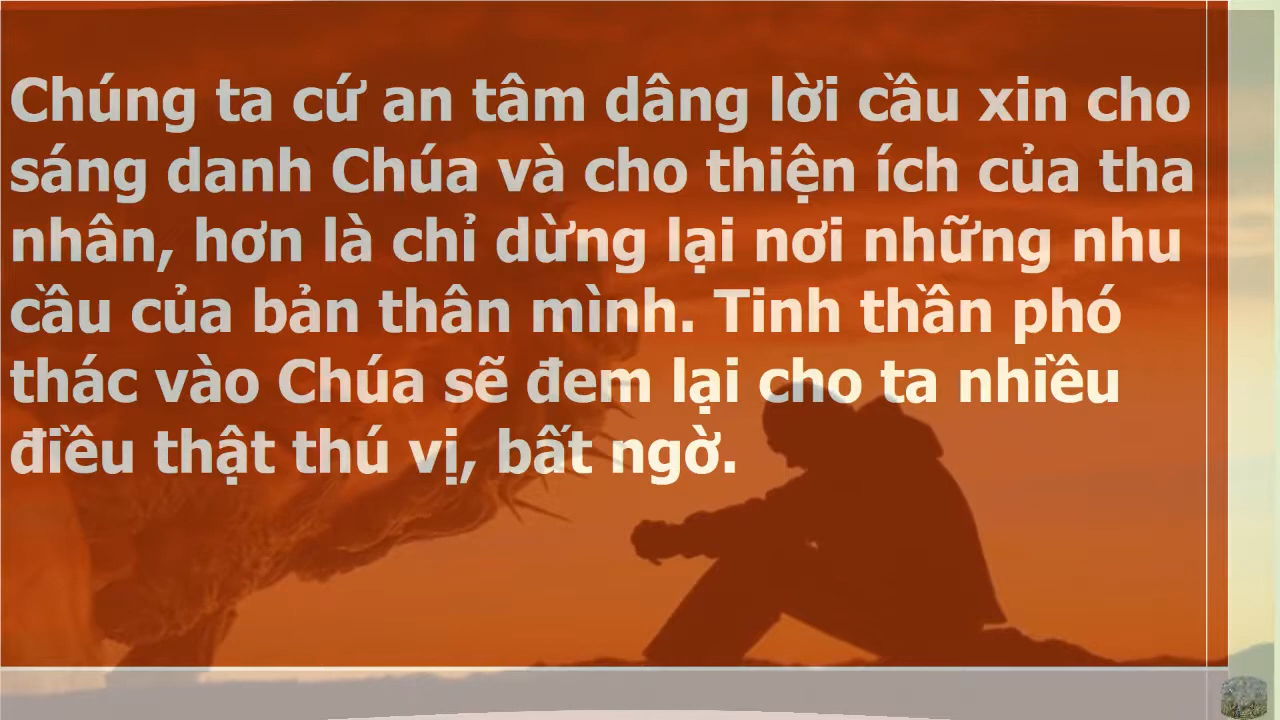 Chúng ta cứ an tâm dâng lời cầu xin cho
sáng danh Chúa và cho thiện ích của tha
nhân, hơn là chỉ dừng lại nơi những nhu
cầu của bản thân mình. Tinh thần phó
thác vào Chúa sẽ đem lại cho ta nhiều
điều thật thú vị, bất ngờ.